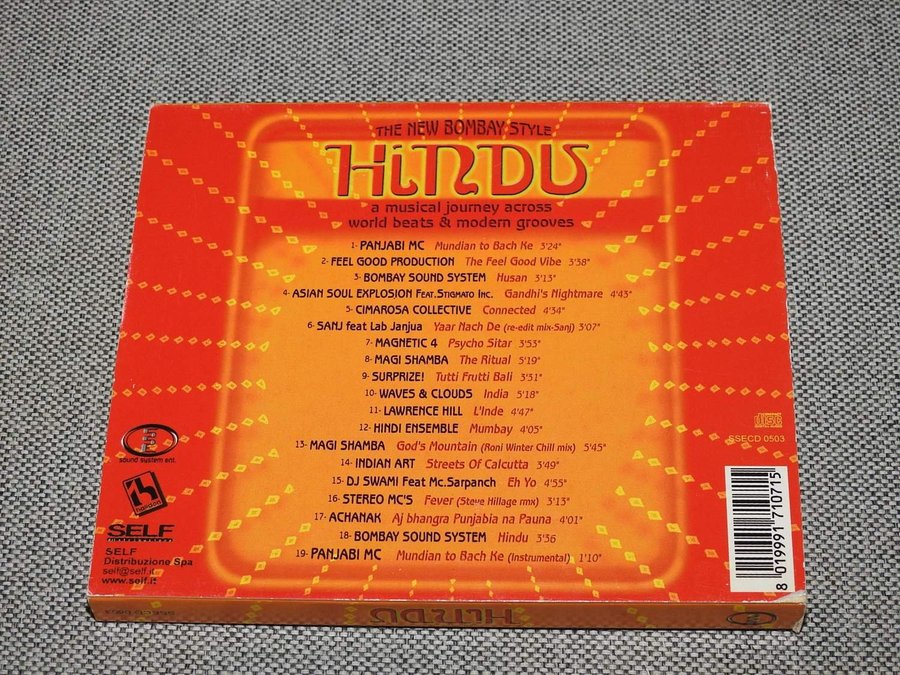 THE NEW BOMBAY STYLE
HINDU
a musical journey across
world beats & modern grooves
1- PANJABI MC Mundian to Bach Ke 3'24"
2- FEEL GOOD PRODUCTION The Feel Good Vibe 3'38"
3- BOMBAY SOUND SYSTEM Husan 3'13"
4- ASIAN SOUL EXPLOSION FEAT.STIGMATO INC. Gandhi's Nightmare 4'43"
5- CIMAROSA COLLECTIVE Connected 4'34"
6- SANJ feat Lab Janjua Yaar Nach De (re-edit mix-Sanj) 3'07"
7- MAGNETIC 4 Psycho Sitar 3'53"
8- MAGI SHAMBA The Ritual 5'19"
9- SURPRIZE! Tutti Frutti Bali 3'51"
10- WAVES & CLOUDS India 5'18"
11- LAWRENCE HILL L'Inde 4'47"
12- HINDI ENSEMBLE Mumbay 4'05"
13- MAGI SHAMBA God's Mountain (Roni Winter Chill mix) 5'45"
14- INDIAN ART Streets Of Calcutta 3'49"
15- DJ SWAMI Feat Mc.Sarpanch Eh Yo 4'55"
16- STEREO MC'S Fever (Steve Hillage rmx) 3'13"
17- ACHANAK Aj bhangra Punjabia na Pauna 4'01"
18- BOMBAY SOUND SYSTEM Hindu 3'36
19- PANJABI MC Mundian to Bach Ke (Instrumental) 1'10"
sound system ent.
SELF
SELF
Distribuzione Spa
self@self.it
www.self.it
SSECD 0503
8 019991 710715
HINDU
SSECD 0503